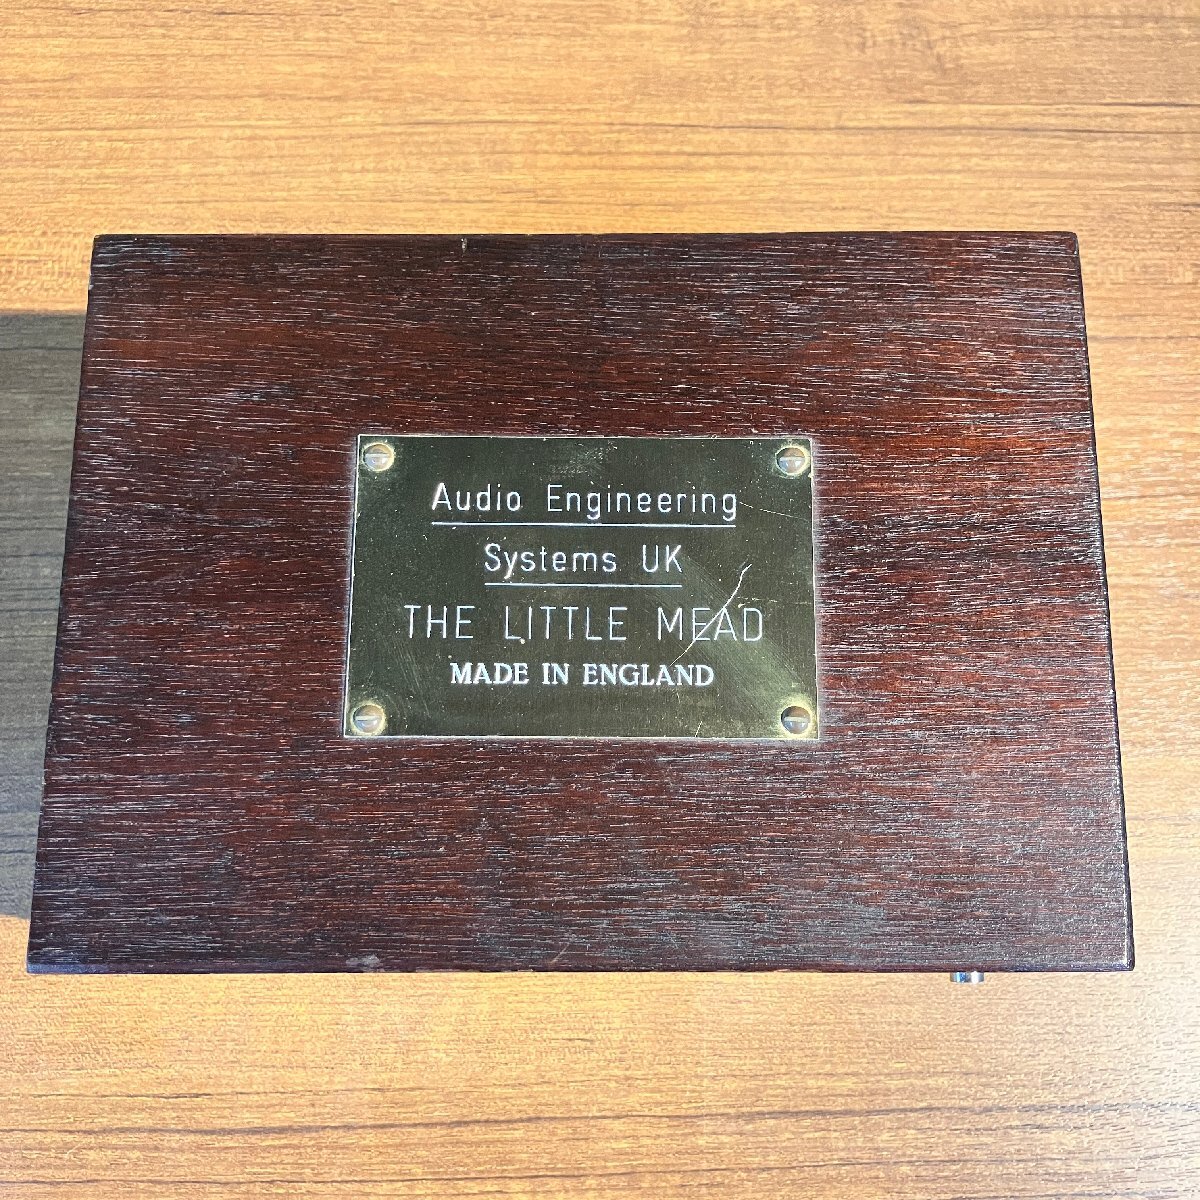 Audio Engineering
Systems UK
THE LITTLE MEAD
MADE IN ENGLAND